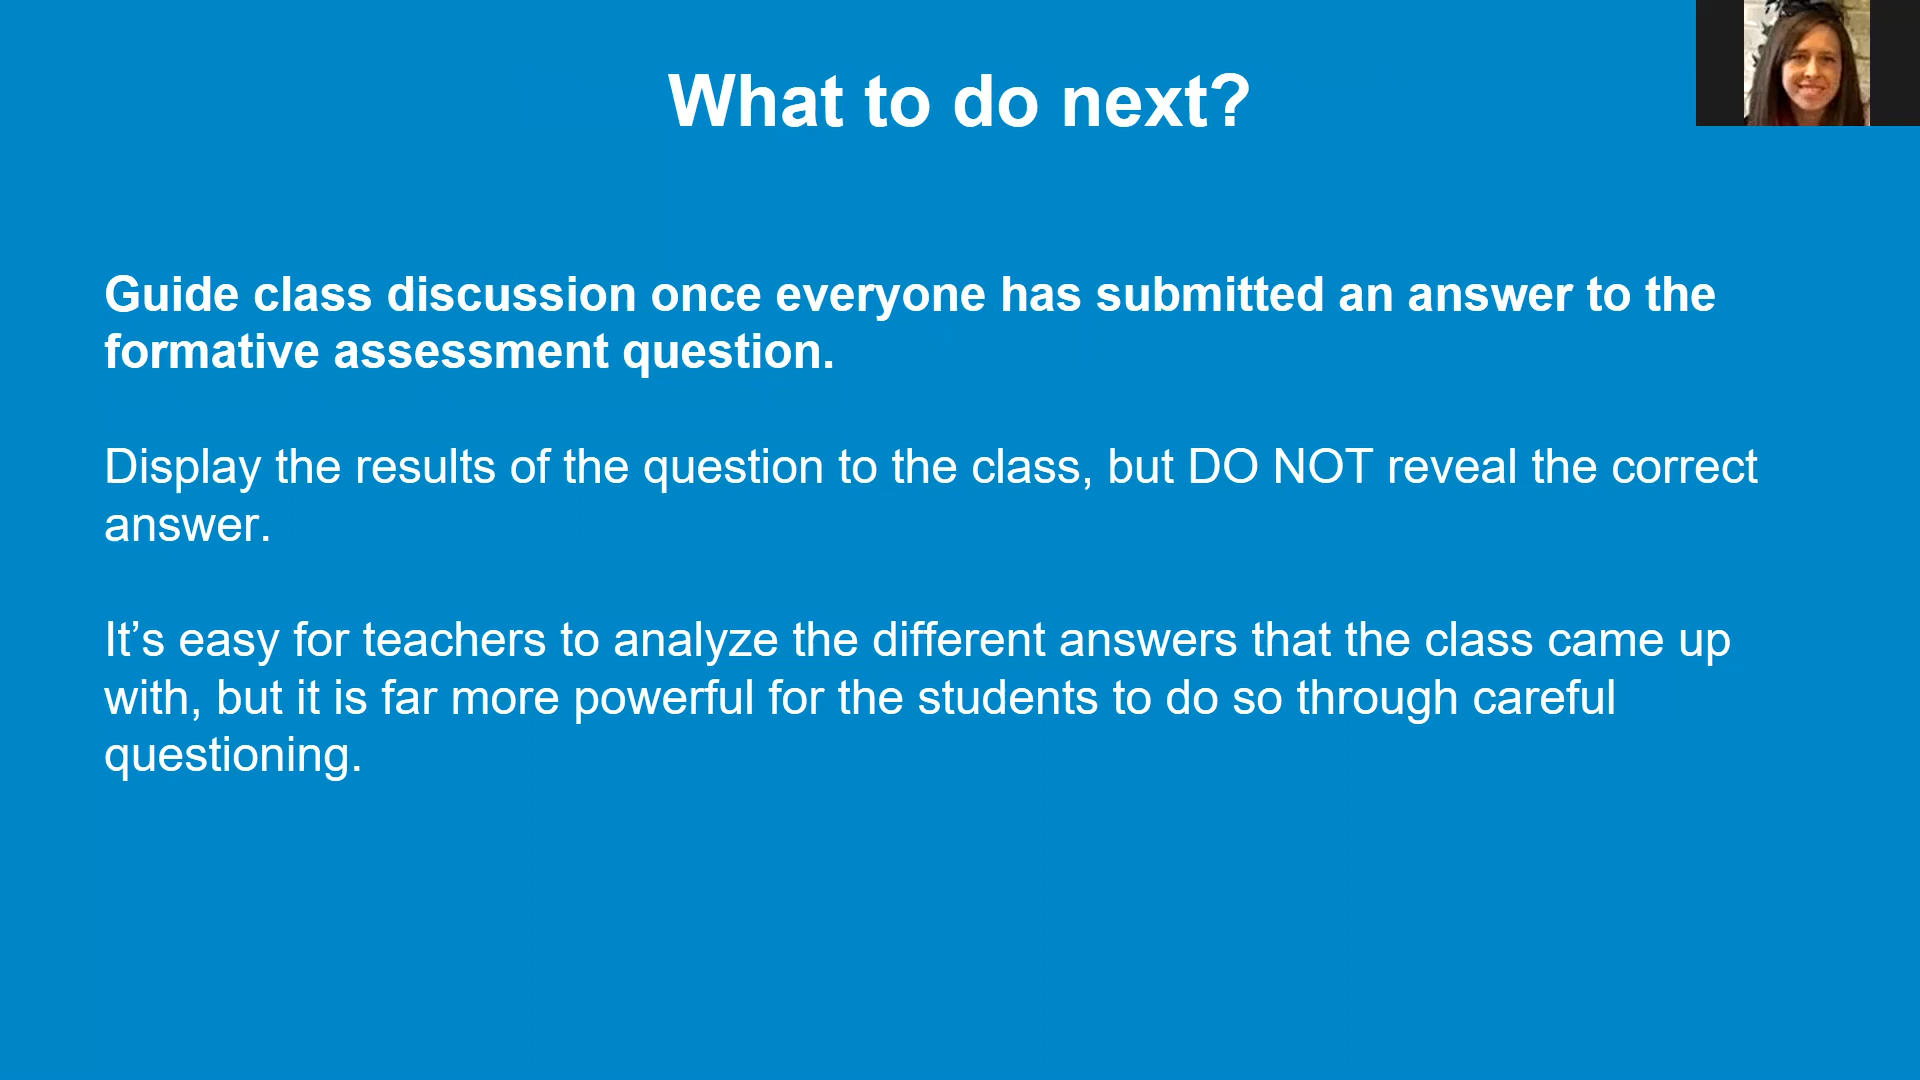 What to do next?
Guide class discussion once everyone has submitted an answer to the
formative assessment question.
Display the results of the question to the class, but DO NOT reveal the correct
answer.
It’s easy for teachers to analyze the different answers that the class came up
with, but it is far more powerful for the students to do so through careful
questioning.